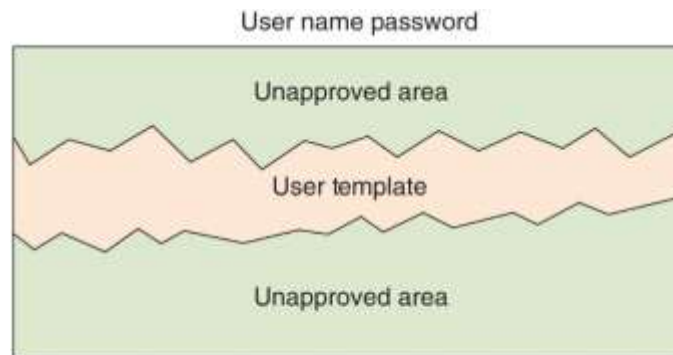 User name password
Unapproved area
User template
Unapproved area